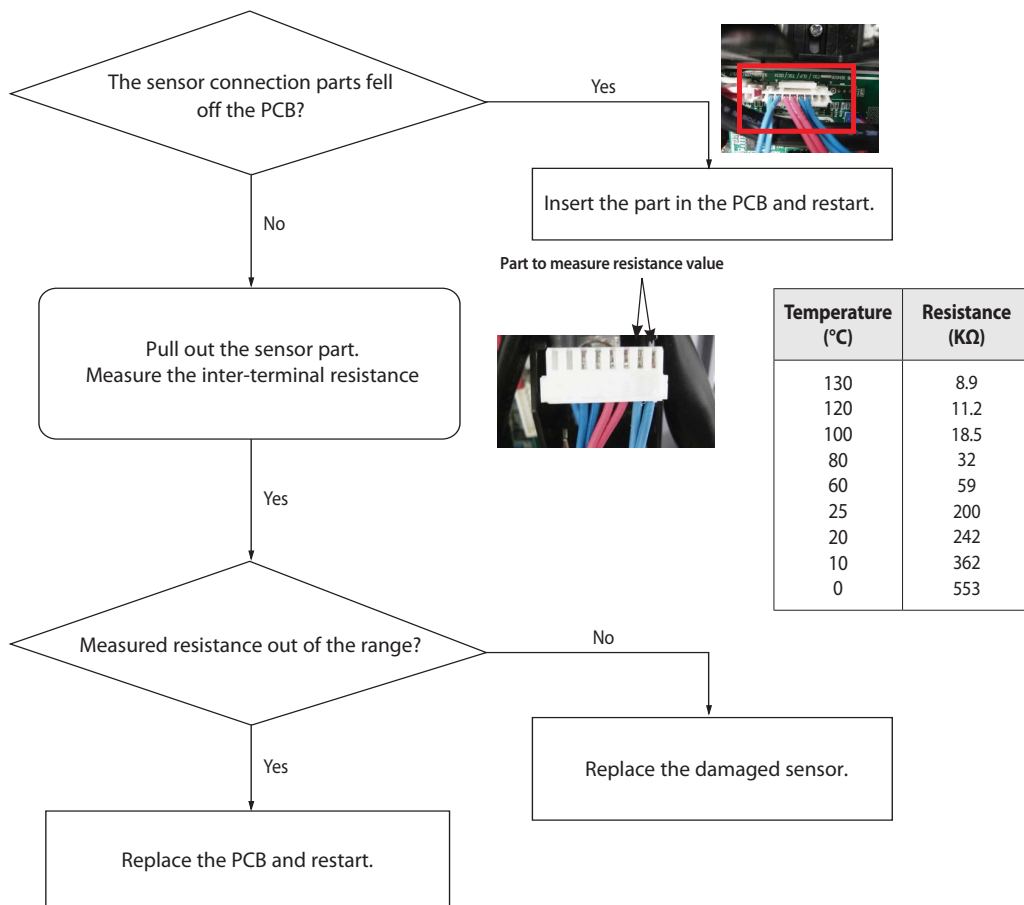 The sensor connection parts fell
off the PCB?
Yes
Insert the part in the PCB and restart.
No
Part to measure resistance value
Pull out the sensor part.
Measure the inter-terminal resistance
Temperature
(°C)
Resistance
(KΩ)
130 8.9
120 11.2
100 18.5
80 32
60 59
25 200
20 242
10 362
0 553
Yes
Measured resistance out of the range?
No
Replace the damaged sensor.
Yes
Replace the PCB and restart.